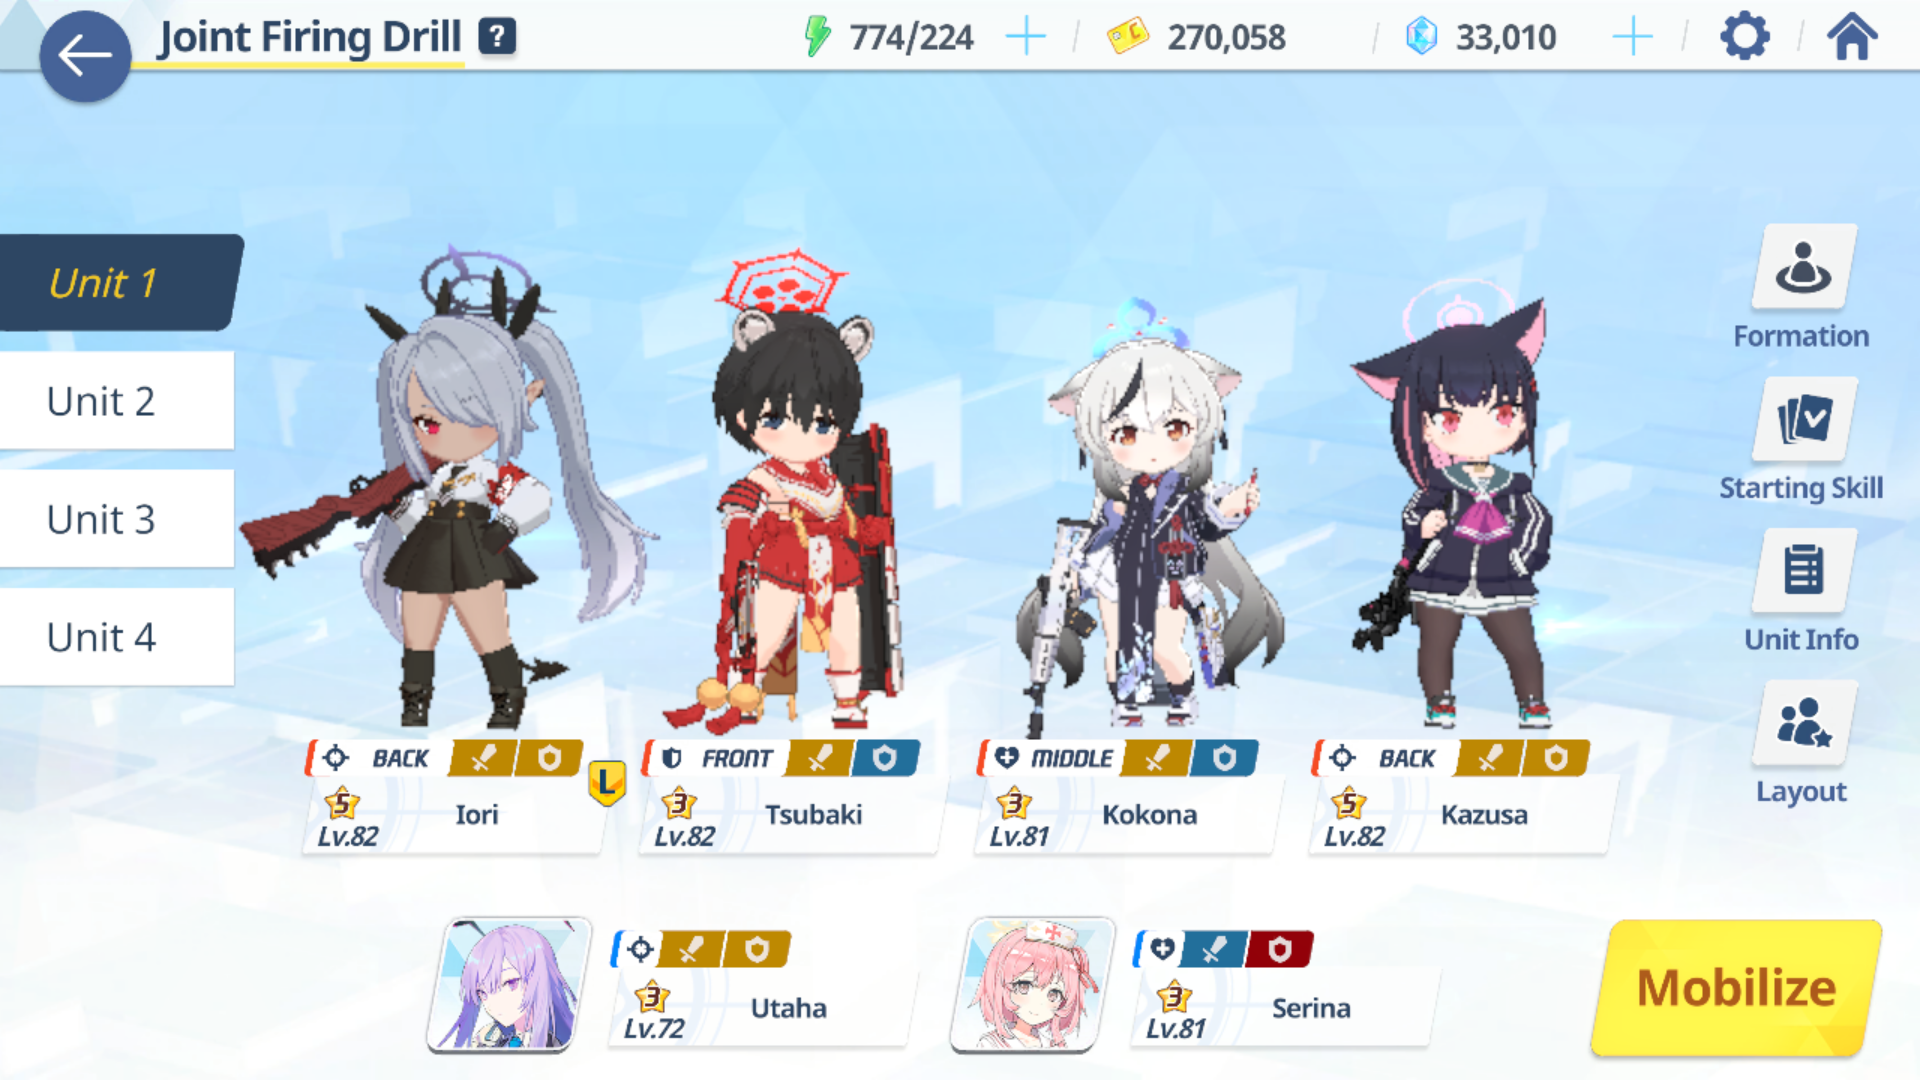 Joint Firing Drill ?
774/224
270,058
33,010
Unit 1
Unit 2
Unit 3
Unit 4
Formation
Starting Skill
Unit Info
Layout
BACK
5
Lv.82
Iori
L
FRONT
3
Lv.82
Tsubaki
MIDDLE
3
Lv.81
Kokona
BACK
5
Lv.82
Kazusa
3
Lv.72
Utaha
3
Lv.81
Serina
Mobilize